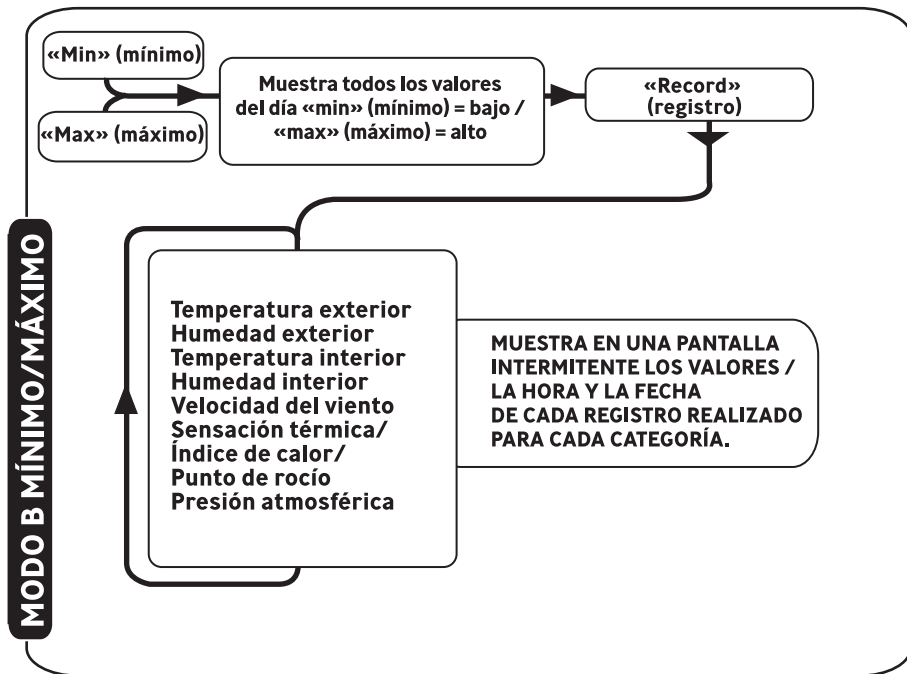 «Min» (mínimo)
«Max» (máximo)
Muestra todos los valores
del día «min» (mínimo) = bajo /
«max» (máximo) = alto
«Record»
(registro)
MODO B MÍNIMO/MÁXIMO
Temperatura exterior
Humedad exterior
Temperatura interior
Humedad interior
Velocidad del viento
Sensación térmica/
Índice de calor/
Punto de rocío
Presión atmosférica
MUESTRA EN UNA PANTALLA
INTERMITENTE LOS VALORES /
LA HORA Y LA FECHA
DE CADA REGISTRO REALIZADO
PARA CADA CATEGORÍA.